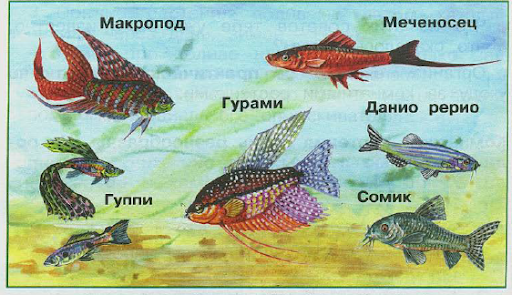 Макропод
Меченосец
Гурами
Данио рерио
Гуппи
Сомик